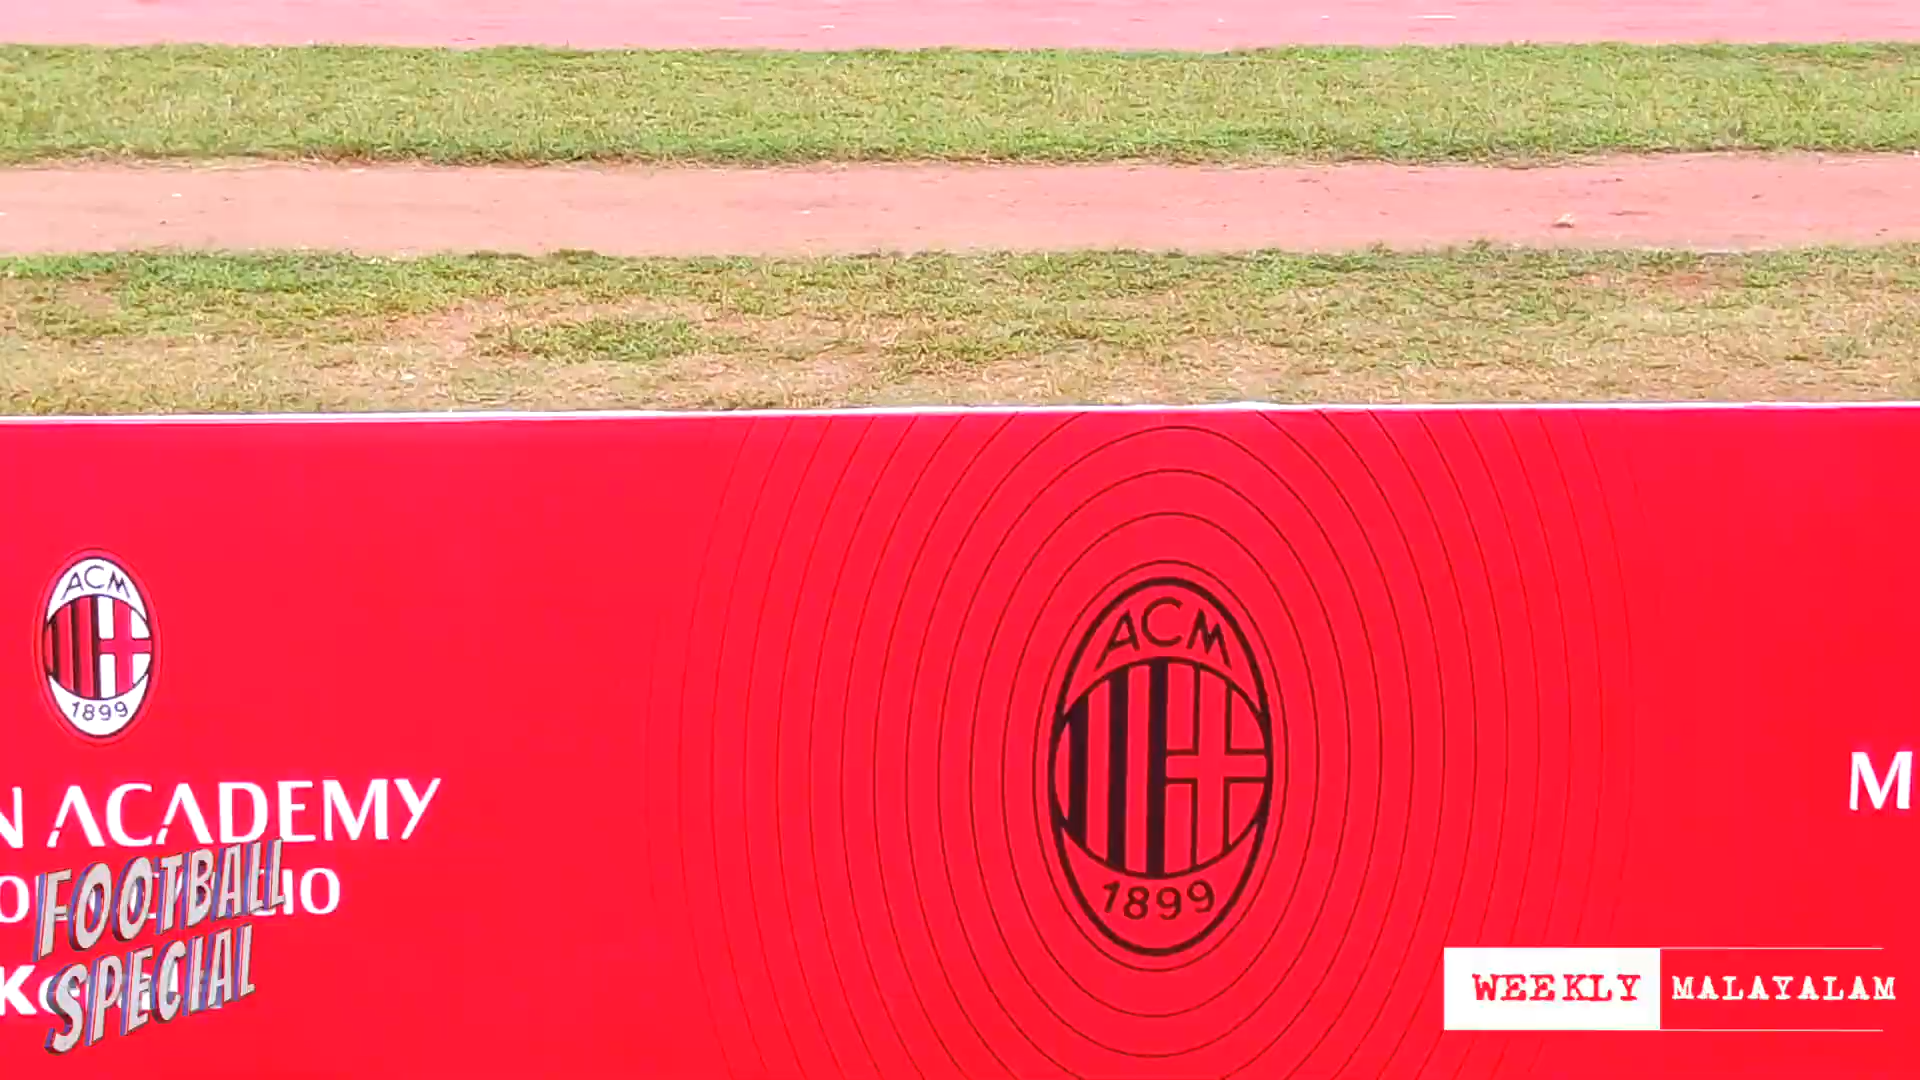 ACM
1899
N ACADEMY
FOOTBALL
SPECIAL
ACM
1899
M
WEEKLY MALAYALAM